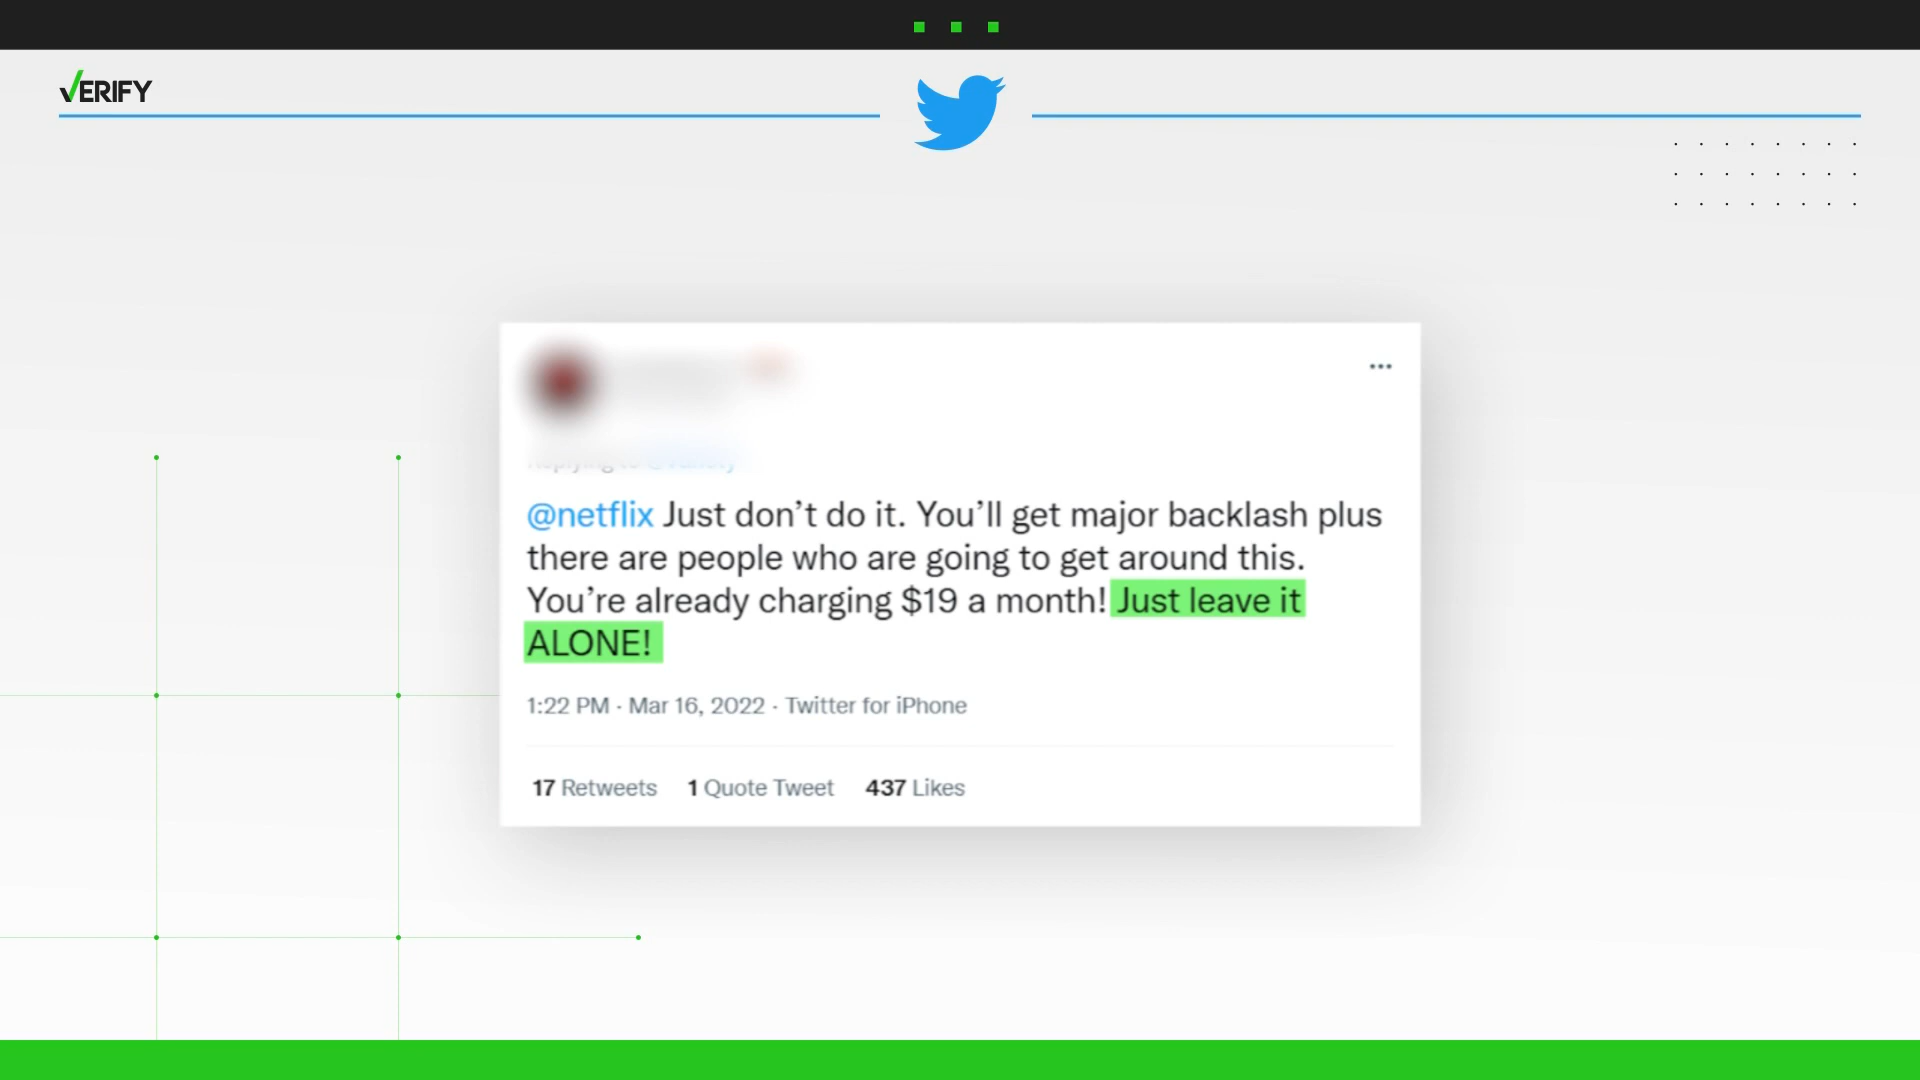 VERIFY
@netflix Just don’t do it. You’ll get major backlash plus
there are people who are going to get around this.
You’re already charging $19 a month! Just leave it
ALONE!
1:22 PM · Mar 16, 2022 · Twitter for iPhone
17 Retweets 1 Quote Tweet 437 Likes